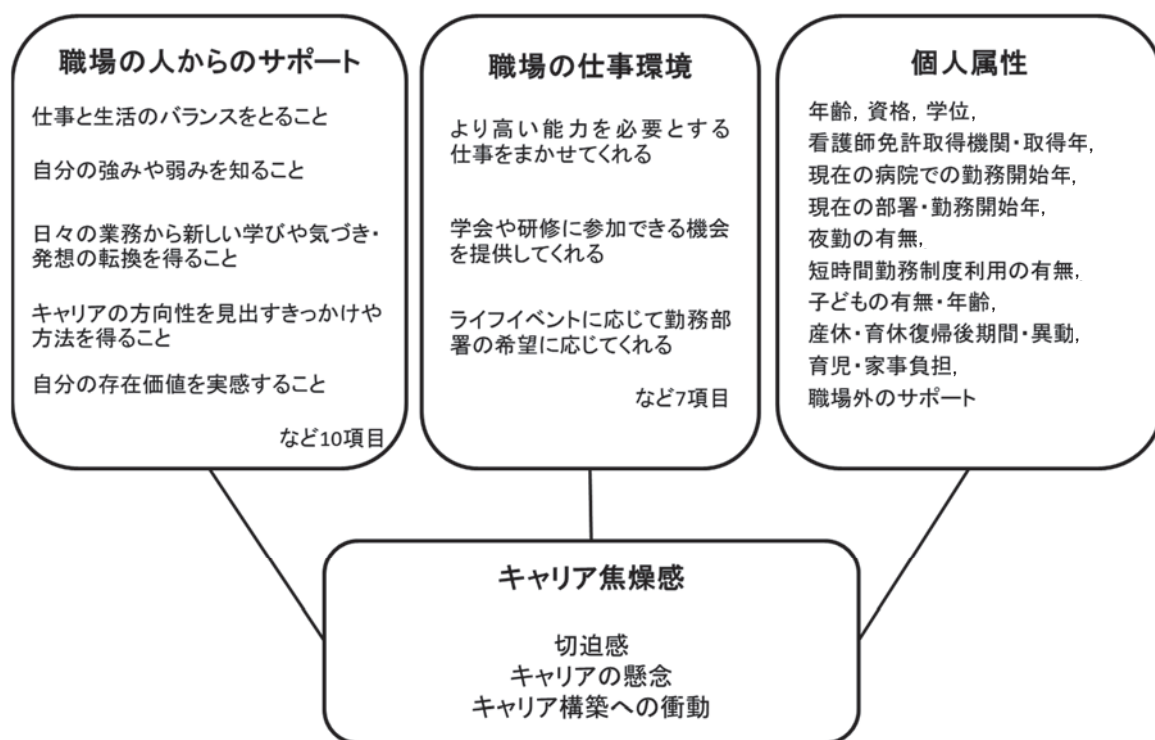 職場の人からのサポート
仕事と生活のバランスをとること
自分の強みや弱みを知ること
日々の業務から新しい学びや気づき・
発想の転換を得ること
キャリアの方向性を見出すきっかけや
方法を得ること
自分の存在価値を実感すること
など10項目
職場の仕事環境
より高い能力を必要とする
仕事をまかせてくれる
学会や研修に参加できる機会
を提供してくれる
ライフイベントに応じて勤務部
署の希望に応じてくれる
など7項目
個人属性
年齢, 資格, 学位,
看護師免許取得機関・取得年,
現在の病院での勤務開始年,
現在の部署・勤務開始年,
夜勤の有無,
短時間勤務制度利用の有無,
子どもの有無・年齢,
産休・育休復帰後期間・異動,
育児・家事負担,
職場外のサポート
キャリア焦燥感
切迫感
キャリアの懸念
キャリア構築への衝動